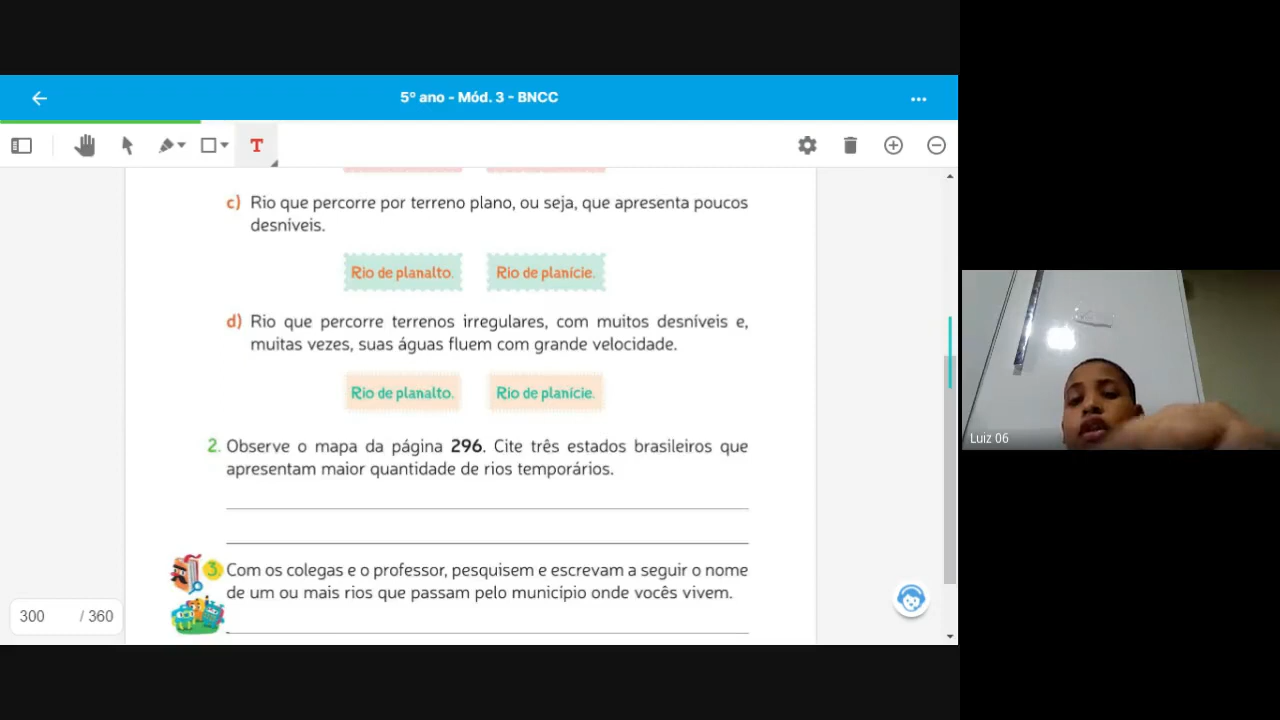 5º ano - Mód. 3 - BNCC
T
c) Rio que percorre por terreno plano, ou seja, que apresenta poucos
desníveis.
Rio de planalto. Rio de planície.
d) Rio que percorre terrenos irregulares, com muitos desníveis e,
muitas vezes, suas águas fluem com grande velocidade.
Rio de planalto. Rio de planície.
2. Observe o mapa da página 296. Cite três estados brasileiros que
apresentam maior quantidade de rios temporários.
3. Com os colegas e o professor, pesquisem e escrevam a seguir o nome
de um ou mais rios que passam pelo município onde vocês vivem.
300 / 360
Luiz 06